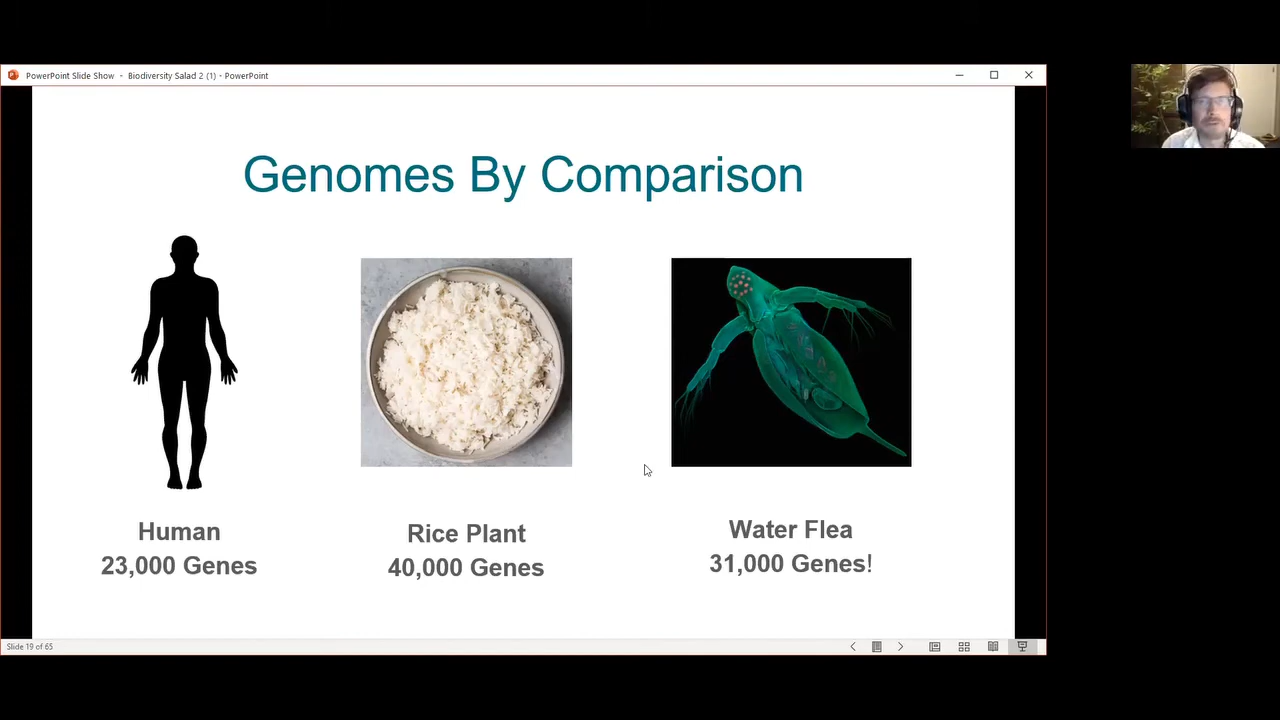 PowerPoint Slide Show - Biodiversity Salad 2 (1) - PowerPoint
Genomes By Comparison
Human
23,000 Genes
Rice Plant
40,000 Genes
Water Flea
31,000 Genes!
Slide 19 of 65